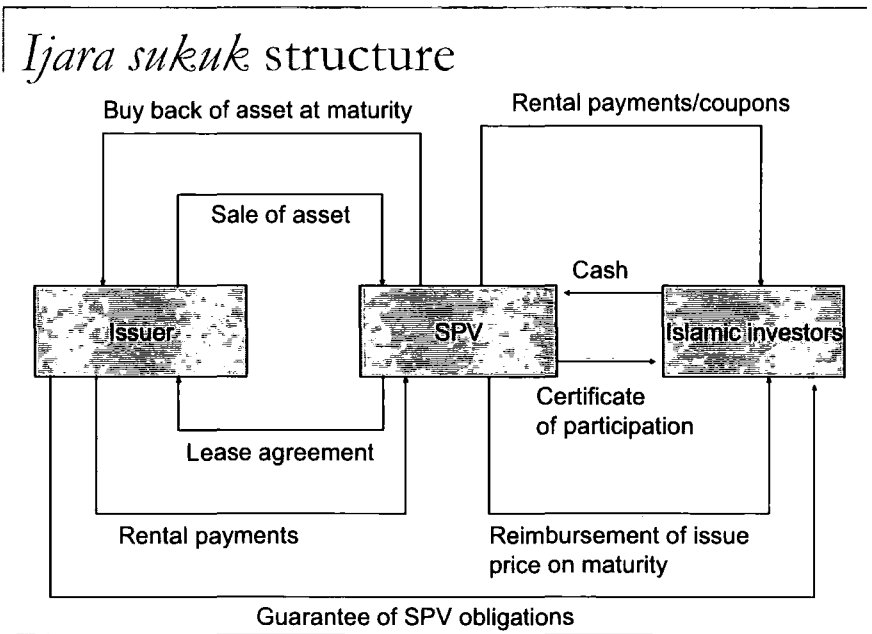 Ijara sukuk structure
Buy back of asset at maturity
Rental payments/coupons
Sale of asset
Cash
Issuer
SPV
Islamic investors
Certificate
of participation
Lease agreement
Rental payments
Reimbursement of issue
price on maturity
Guarantee of SPV obligations